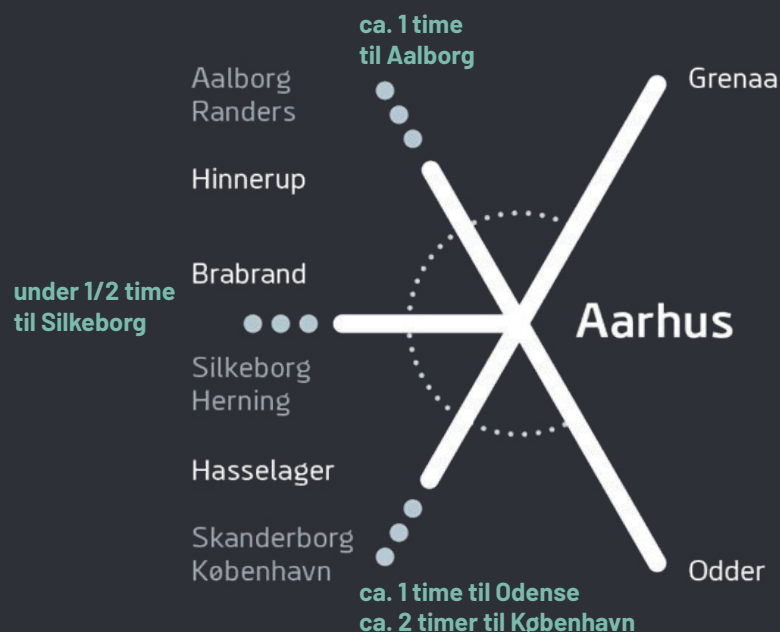 ca. 1 time
til Aalborg
Aalborg
Randers
Grenaa
Hinnerup
Brabrand
under 1/2 time
til Silkeborg
Aarhus
Silkeborg
Herning
Hasselager
Skanderborg
København
Odder
ca. 1 time til Odense
ca. 2 timer til København